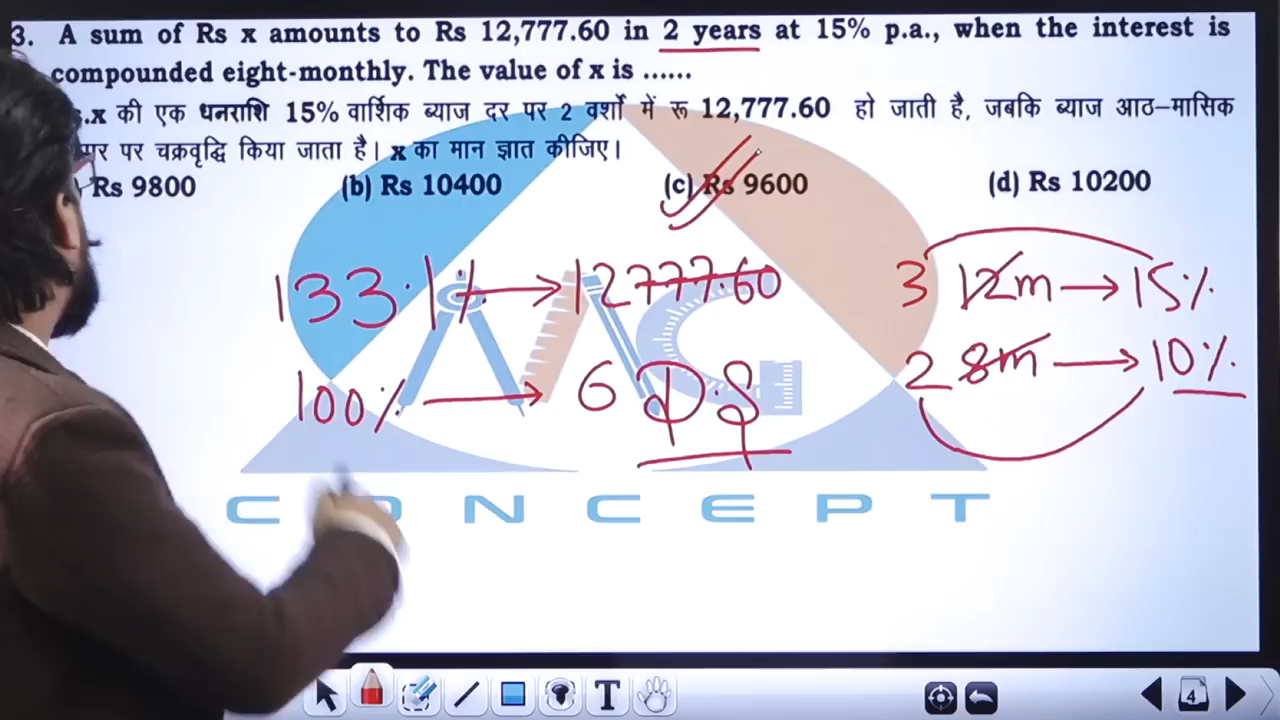 3. A sum of Rs x amounts to Rs 12,777.60 in 2 years at 15% p.a., when the interest is
compounded eight-monthly. The value of x is ......
.x की एक धनराशि 15% वार्शिक ब्याज दर पर 2 वर्शों में रू 12,777.60 हो जाती है, जबकि ब्याज आठ–मासिक
पर चक्रवृद्धि किया जाता है। x का मान ज्ञात कीजिए।
Rs 9800 (b) Rs 10400 (c) Rs 9600 (d) Rs 10200
133.1% → 12777.60
100% → 6 D.S
3 12m → 15%
2 8m → 10%
CONCEPT
T
4